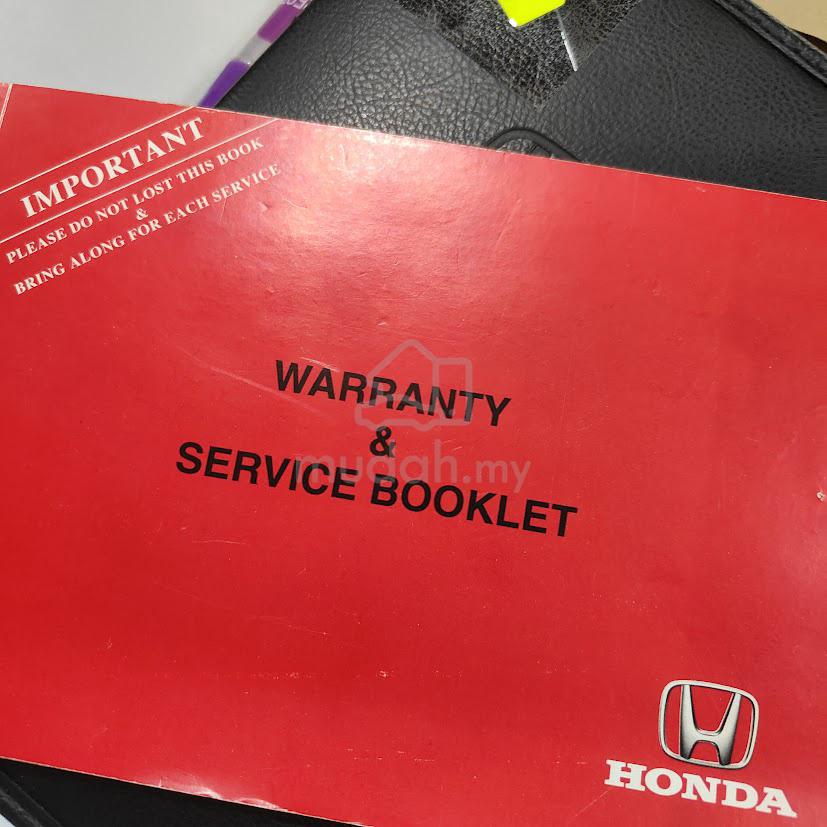 IMPORTANT
PLEASE DO NOT LOST THIS BOOK
&
BRING ALONG FOR EACH SERVICE
WARRANTY
&
SERVICE BOOKLET
mudah.my
HONDA